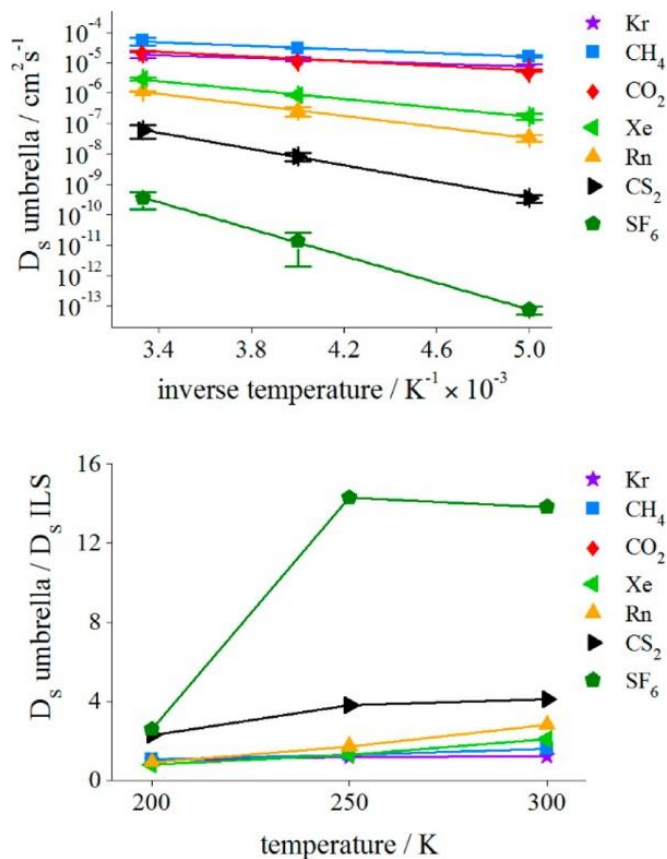 10⁻⁴
10⁻⁵
10⁻⁶
10⁻⁷
10⁻⁸
10⁻⁹
10⁻¹⁰
10⁻¹¹
10⁻¹²
10⁻¹³
D_s umbrella / cm² s⁻¹
3.4 3.8 4.2 4.6 5.0
inverse temperature / K⁻¹ × 10⁻³
Kr
CH₄
CO₂
Xe
Rn
CS₂
SF₆
16
12
8
4
0
D_s umbrella / D_s ILS
200 250 300
temperature / K
Kr
CH₄
CO₂
Xe
Rn
CS₂
SF₆